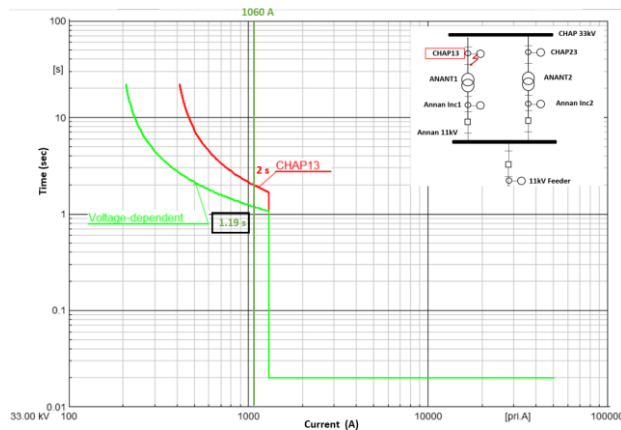 1060 A
100
[s]
10
1
0.1
0.01
Time (sec)
2 s
CHAP13
Voltage-dependent
1.19 s
CHAP 33kV
CHAP13
CHAP23
ANANT1
ANANT2
Annan Inc1
Annan Inc2
Annan 11kV
11kV Feeder
33.00 kV
100
1000
10000
[pri.A]
100000
Current (A)